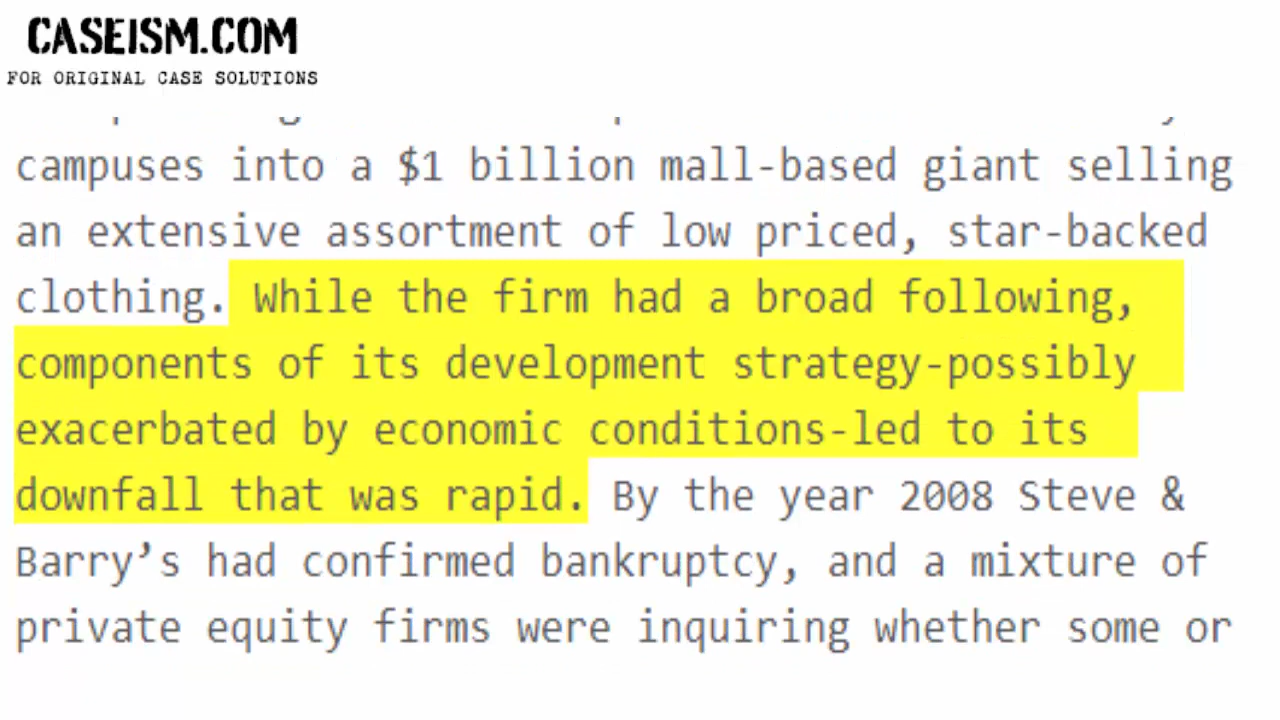 CASEISM.COM
FOR ORIGINAL CASE SOLUTIONS
campuses into a $1 billion mall-based giant selling
an extensive assortment of low priced, star-backed
clothing. While the firm had a broad following,
components of its development strategy-possibly
exacerbated by economic conditions-led to its
downfall that was rapid. By the year 2008 Steve &
Barry’s had confirmed bankruptcy, and a mixture of
private equity firms were inquiring whether some or